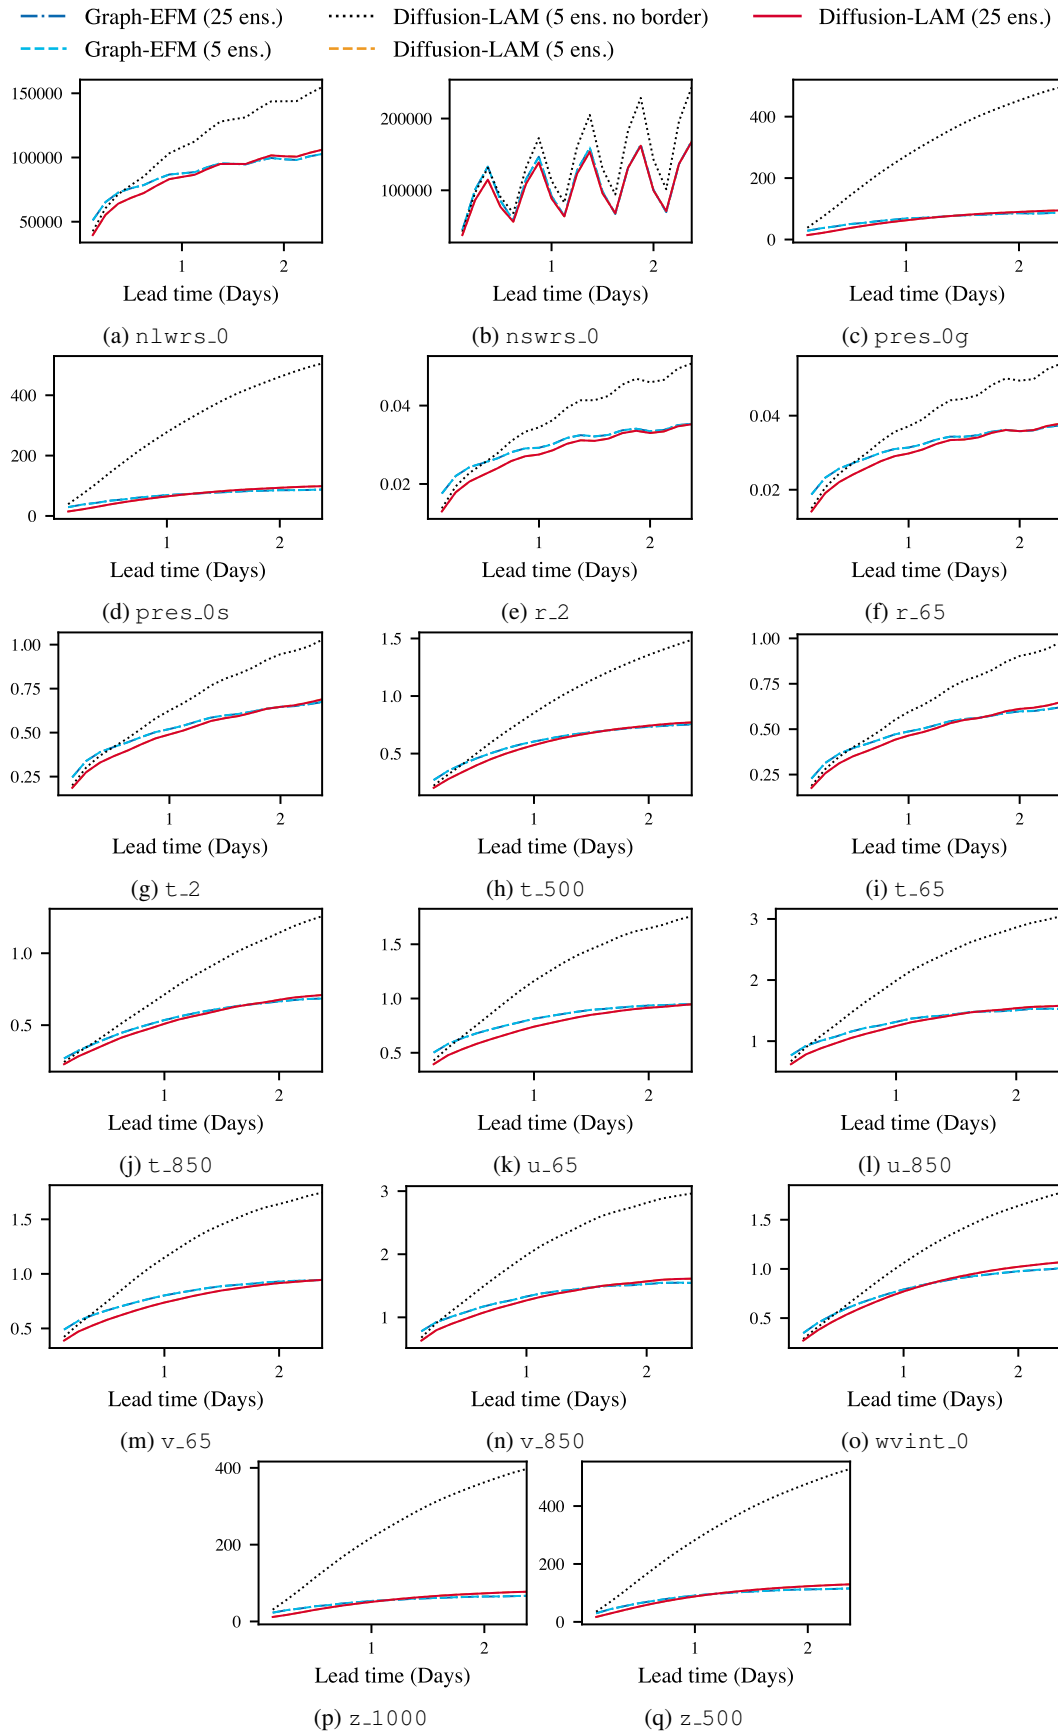 Graph-EFM (25 ens.) Diffusion-LAM (5 ens. no border) Diffusion-LAM (25 ens.)
Graph-EFM (5 ens.) Diffusion-LAM (5 ens.)
150000
100000
50000
1 2
Lead time (Days)
(a) nlwrs_0
200000
100000
1 2
Lead time (Days)
(b) nswrs_0
400
200
0
1 2
Lead time (Days)
(c) pres_0g
400
200
0
1 2
Lead time (Days)
(d) pres_0s
0.04
0.02
1 2
Lead time (Days)
(e) r_2
0.04
0.02
1 2
Lead time (Days)
(f) r_65
1.00
0.75
0.50
0.25
1 2
Lead time (Days)
(g) t_2
1.5
1.0
0.5
1 2
Lead time (Days)
(h) t_500
1.00
0.75
0.50
0.25
1 2
Lead time (Days)
(i) t_65
1.0
0.5
1 2
Lead time (Days)
(j) t_850
1.5
1.0
0.5
1 2
Lead time (Days)
(k) u_65
3
2
1
1 2
Lead time (Days)
(l) u_850
1.5
1.0
0.5
1 2
Lead time (Days)
(m) v_65
3
2
1
1 2
Lead time (Days)
(n) v_850
1.5
1.0
0.5
1 2
Lead time (Days)
(o) wvint_0
400
200
0
1 2
Lead time (Days)
(p) z_1000
400
200
0
1 2
Lead time (Days)
(q) z_500